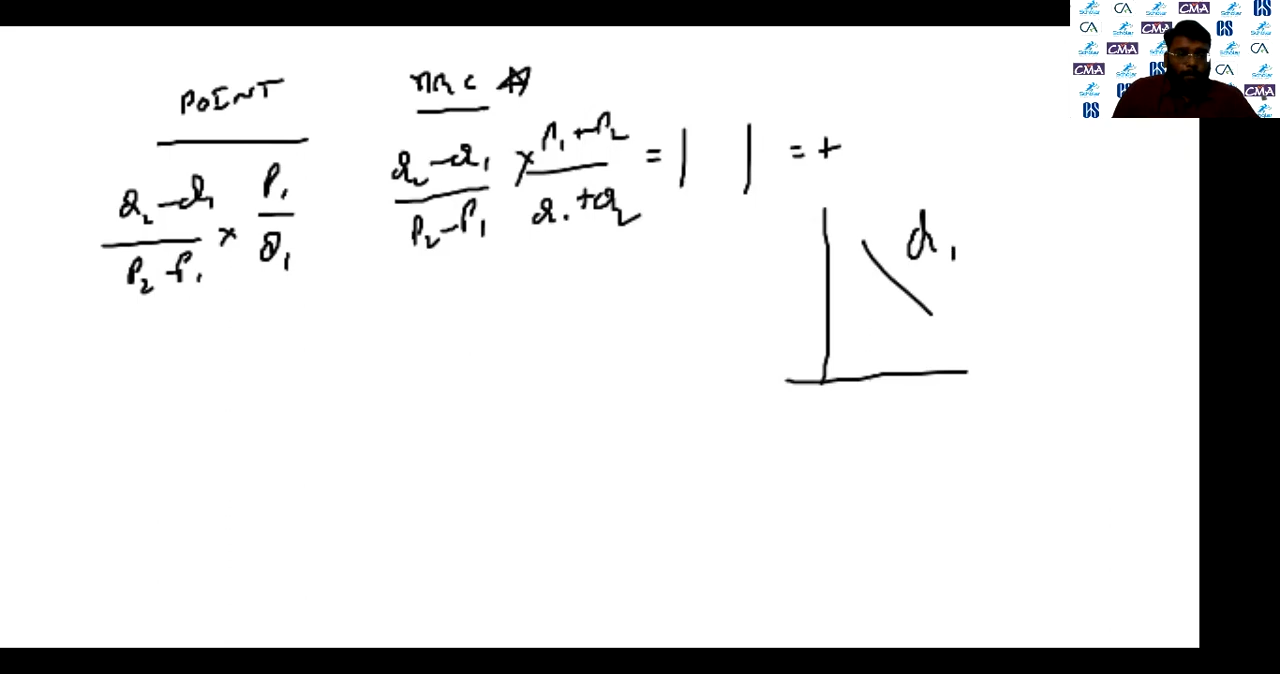 POINT
ARC
Q2 - Q1 / P2 - P1 × P1 / Q1
Q2 - Q1 / P2 - P1 × P1 + P2 / Q1 + Q2 = | | = +
d1
CA CMA CS
Scholar